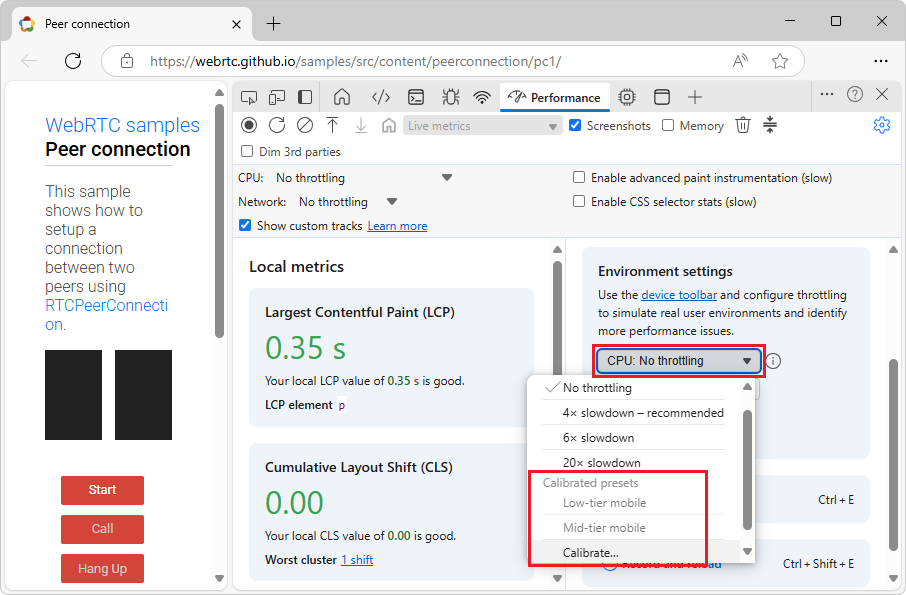 Peer connection
https://webrtc.github.io/samples/src/content/peerconnection/pc1/
WebRTC samples
Peer connection
This sample
shows how to
setup a
connection
between two
peers using
RTCPeerConnecti
on.
Start
Call
Hang Up
Performance
Live metrics
Screenshots
Memory
Dim 3rd parties
CPU: No throttling
Enable advanced paint instrumentation (slow)
Network: No throttling
Enable CSS selector stats (slow)
Show custom tracks Learn more
Local metrics
Largest Contentful Paint (LCP)
0.35 s
Your local LCP value of 0.35 s is good.
LCP element p
Cumulative Layout Shift (CLS)
0.00
Your local CLS value of 0.00 is good.
Worst cluster 1 shift
Environment settings
Use the device toolbar and configure throttling
to simulate real user environments and identify
more performance issues.
CPU: No throttling
No throttling
4× slowdown – recommended
6× slowdown
20× slowdown
Calibrated presets
Low-tier mobile
Mid-tier mobile
Calibrate...
Ctrl + E
Record and reload
Ctrl + Shift + E